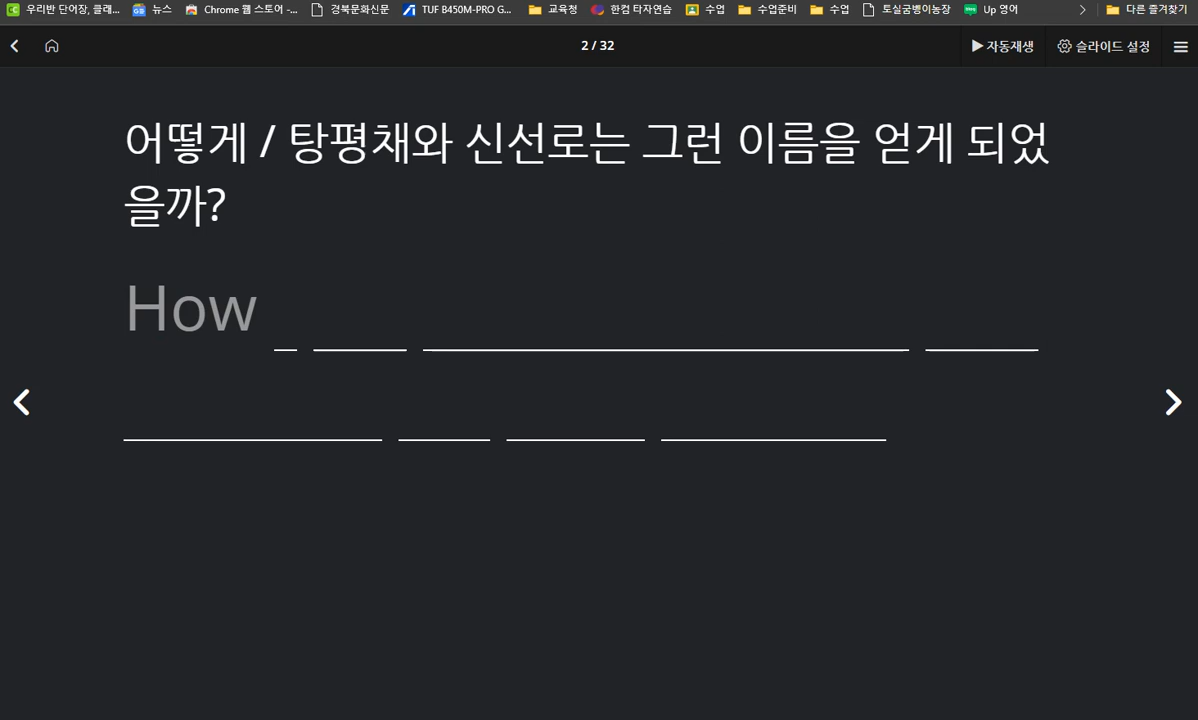 우리반 단어장, 클래... 뉴스 Chrome 웹 스토어 -... 경북문화신문 TUF B450M-PRO G... 교육청 한컴 타자연습 수업 수업준비 수업 토실굼벵이농장 Up 영어 다른 즐겨찾기
2 / 32 ▶자동재생 슬라이드 설정
어떻게 / 탕평채와 신선로는 그런 이름을 얻게 되었
을까?
How